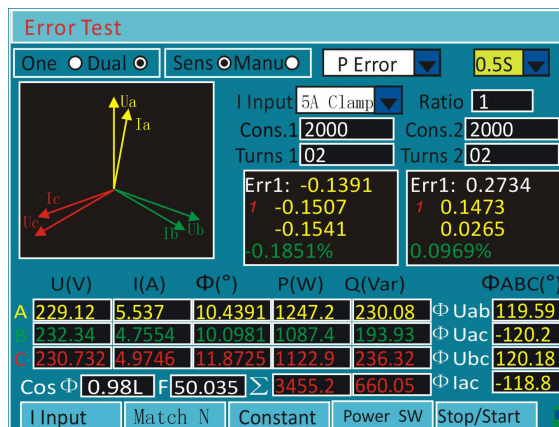 Error Test
One Dual Sens Manu P Error 0.5S
I Input 5A Clamp Ratio 1
Cons.1 2000 Cons.2 2000
Turns 1 02 Turns 2 02
Ua
Ia
Ic
Uc
Ib Ub
Err1: -0.1391
1 -0.1507
-0.1541
-0.1851%
Err1: 0.2734
1 0.1473
0.0265
0.0969%
U(V) I(A) Φ(°) P(W) Q(Var) ΦABC(°)
A 229.12 5.537 10.4391 1247.2 230.08 Φ Uab 119.59
B 232.34 4.7554 10.0981 1087.4 193.93 Φ Uac -120.2
C 230.732 4.9746 11.8725 1122.9 236.32 Φ Ubc 120.18
Cos Φ 0.98L F 50.035 Σ 3455.2 660.05 Φ Iac -118.8
I Input Match N Constant Power SW Stop/Start